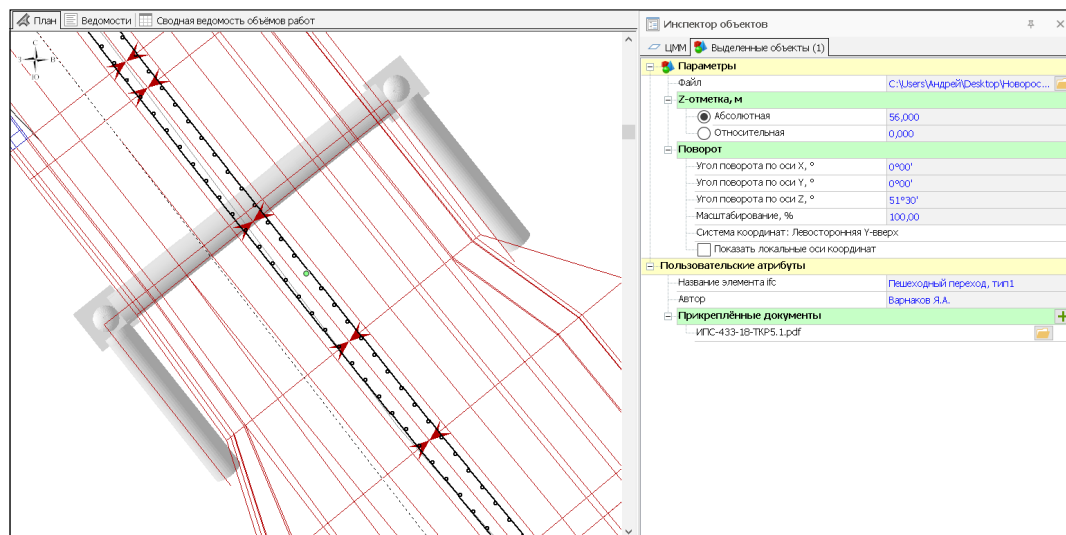 План Ведомости Сводная ведомость объёмов работ
С
З В
Ю
Инспектор объектов
ЦММ Выделенные объекты (1)
Параметры
Файл C:\Users\Андрей\Desktop\Новорос...
Z-отметка, м
Абсолютная 56,000
Относительная 0,000
Поворот
Угол поворота по оси X, ° 0°00'
Угол поворота по оси Y, ° 0°00'
Угол поворота по оси Z, ° 51°30'
Масштабирование, % 100,00
Система координат: Левосторонняя Y-вверх
Показать локальные оси координат
Пользовательские атрибуты
Название элемента ifc Пешеходный переход, тип1
Автор Варнаков Я.А.
Прикреплённые документы
ИПС-433-18-ТКР5.1.pdf